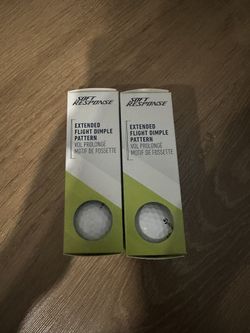 SOFT
RESPONSE
EXTENDED
FLIGHT DIMPLE
PATTERN
VOL PROLONGÉ
MOTIF DE FOSSETTE
SOFT
RESPONSE
EXTENDED
FLIGHT DIMPLE
PATTERN
VOL PROLONGÉ
MOTIF DE FOSSETTE